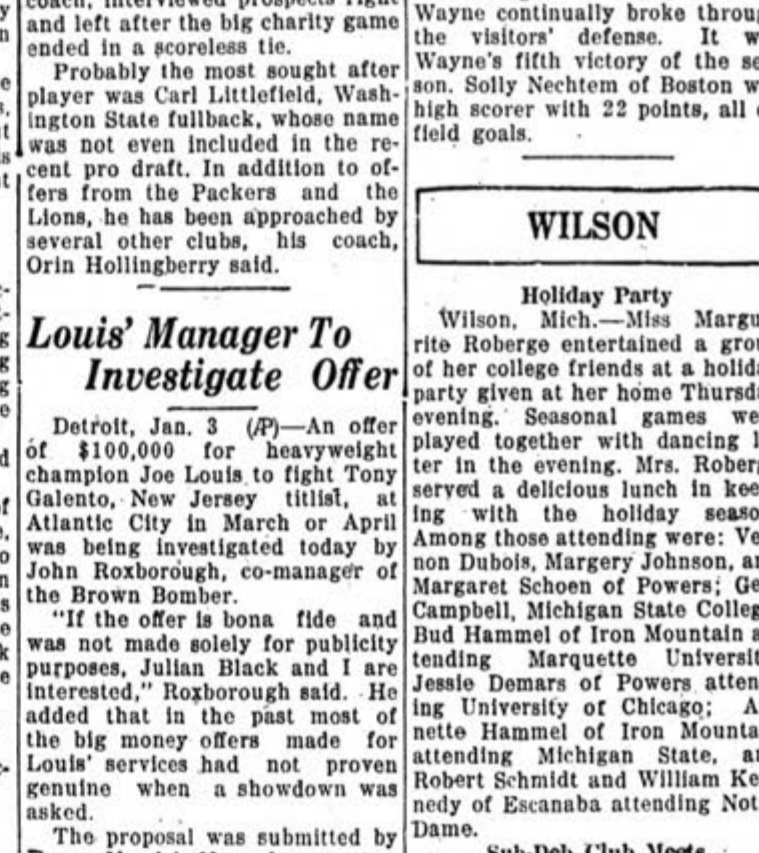 coach, interviewed prospects right
and left after the big charity game
ended in a scoreless tie.
Probably the most sought after
player was Carl Littlefield, Wash-
ington State fullback, whose name
was not even included in the re-
cent pro draft. In addition to of-
fers from the Packers and the
Lions, he has been approached by
several other clubs, his coach,
Orin Hollingberry said.
Louis' Manager To
Investigate Offer
Detroit, Jan. 3 (AP)—An offer
of $100,000 for heavyweight
champion Joe Louis to fight Tony
Galento, New Jersey titlist, at
Atlantic City in March or April
was being investigated today by
John Roxborough, co-manager of
the Brown Bomber.
"If the offer is bona fide and
was not made solely for publicity
purposes, Julian Black and I are
interested," Roxborough said. He
added that in the past most of
the big money offers made for
Louis' services had not proven
genuine when a showdown was
asked.
The proposal was submitted by
Wayne continually broke throug
the visitors' defense. It w
Wayne's fifth victory of the se
son. Solly Nechtem of Boston w
high scorer with 22 points, all
field goals.
WILSON
Holiday Party
Wilson, Mich.—Miss Margu
rite Roberge entertained a grou
of her college friends at a holida
party given at her home Thursda
evening. Seasonal games we
played together with dancing l
ter in the evening. Mrs. Roberg
served a delicious lunch in kee
ing with the holiday seaso
Among those attending were: Ve
non Dubois, Margery Johnson, an
Margaret Schoen of Powers; Ge
Campbell, Michigan State Colleg
Bud Hammel of Iron Mountain a
tending Marquette Universit
Jessie Demars of Powers atten
ing University of Chicago; A
nette Hammel of Iron Mounta
attending Michigan State, an
Robert Schmidt and William Ke
nedy of Escanaba attending Not
Dame.
Sub-Deb Club Meets